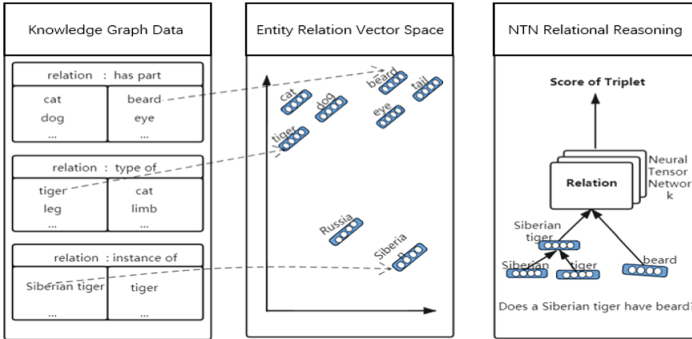 Knowledge Graph Data
relation : has part
cat beard
dog eye
... ...
relation : type of
tiger cat
leg limb
... ...
relation : instance of
Siberian tiger tiger
... ...
Entity Relation Vector Space
cat
dog
beard
tail
eye
tiger
Russia
Siberia
n
NTN Relational Reasoning
Score of Triplet
Relation
Neural
Tensor
Networ
k
Siberian
tiger
Siberian tiger beard
Does a Siberian tiger have beard?